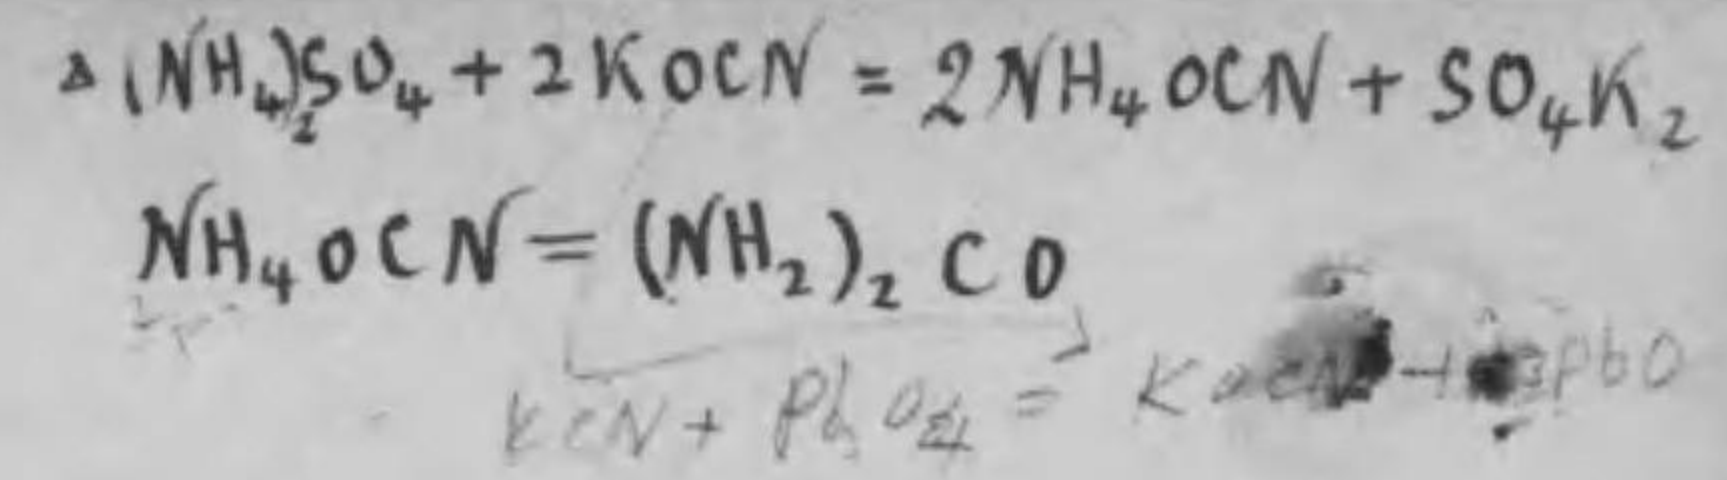 (NH₄)₂SO₄ + 2KOCN = 2NH₄OCN + SO₄K₂
NH₄OCN = (NH₂)₂CO
KCN + Pb₃O₄ = KOCN + 3PbO